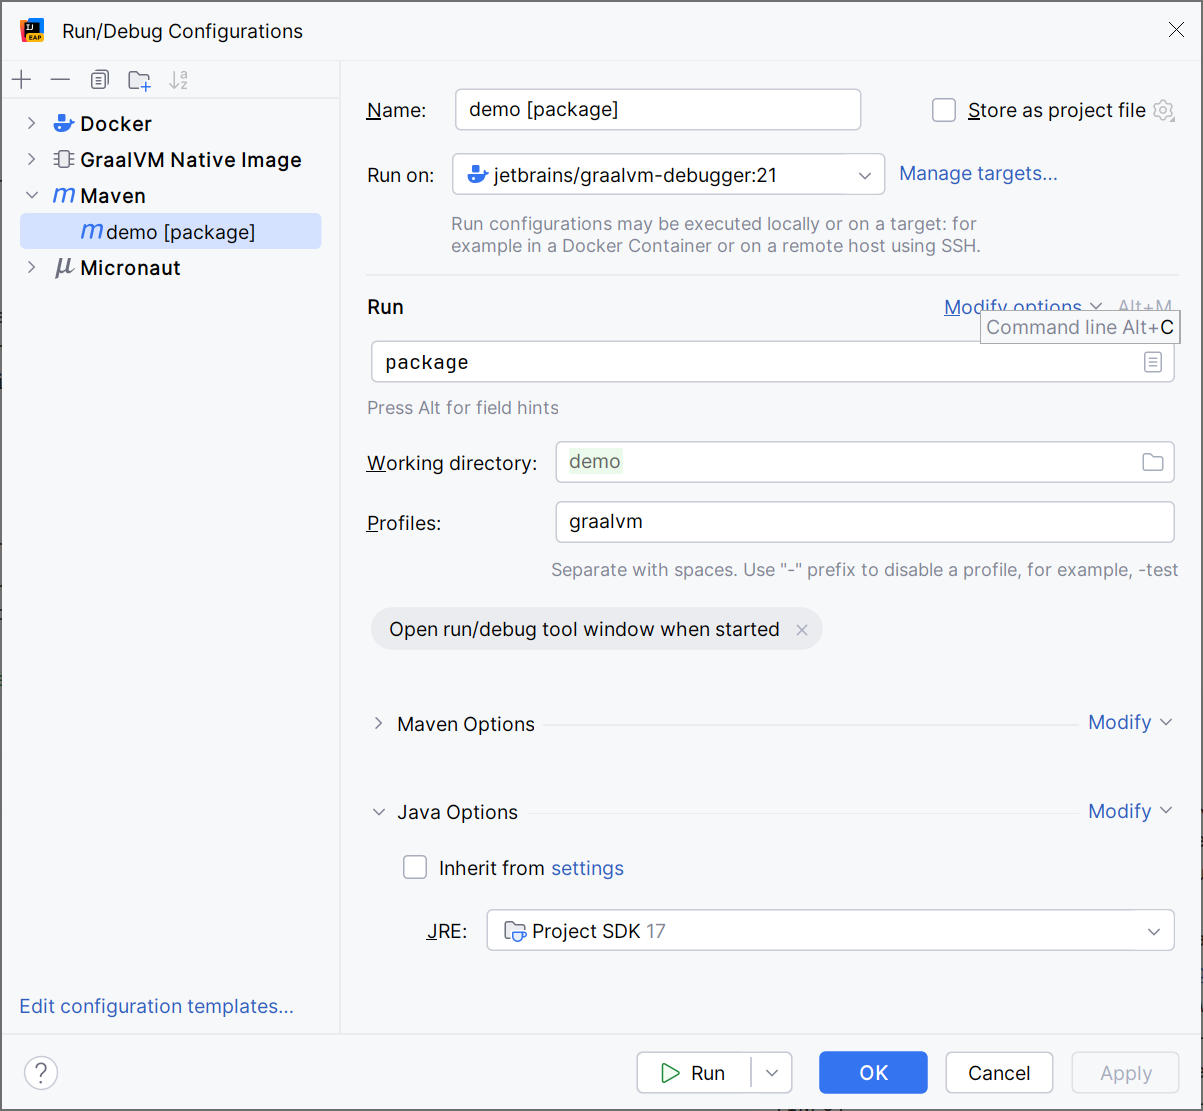 Run/Debug Configurations
Docker
GraalVM Native Image
Maven
demo [package]
Micronaut
Edit configuration templates...
Name: demo [package] Store as project file
Run on: jetbrains/graalvm-debugger:21 Manage targets...
Run configurations may be executed locally or on a target: for
example in a Docker Container or on a remote host using SSH.
Run Modify options Alt+M
Command line Alt+C
package
Press Alt for field hints
Working directory: demo
Profiles: graalvm
Separate with spaces. Use "-" prefix to disable a profile, for example, -test
Open run/debug tool window when started
Maven Options Modify
Java Options Modify
Inherit from settings
JRE: Project SDK 17
? Run OK Cancel Apply